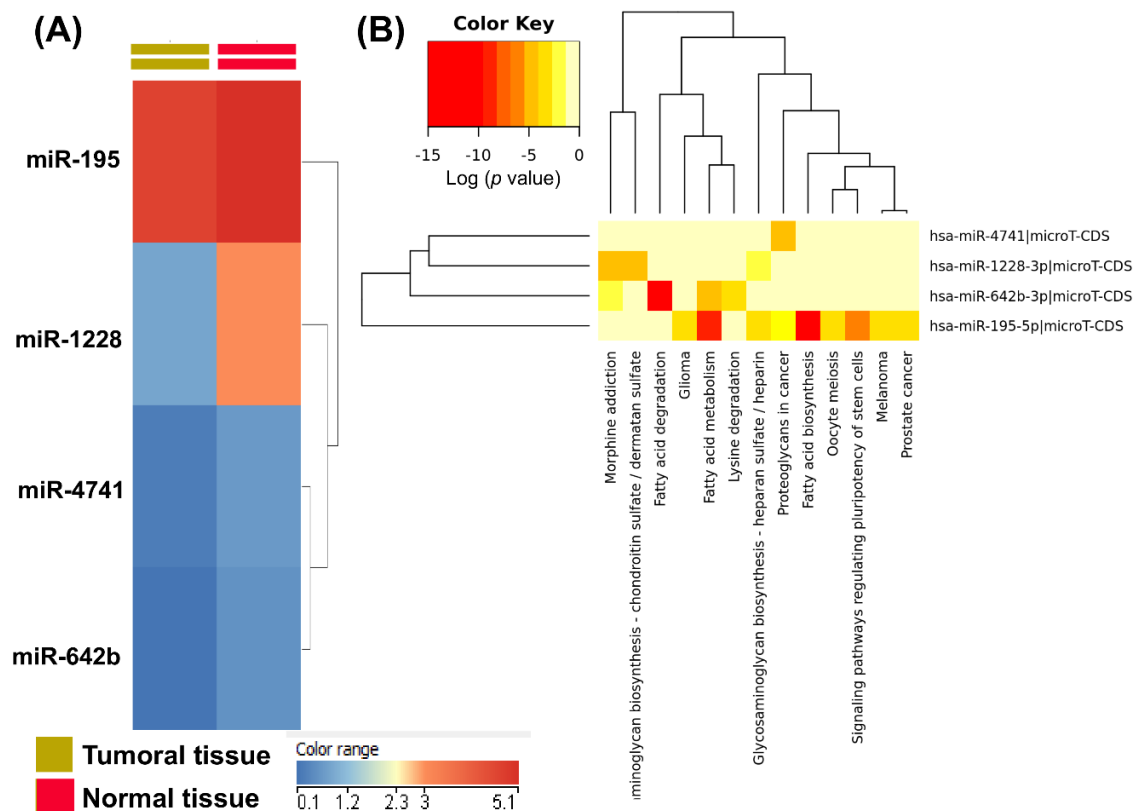 (A)
miR-195
miR-1228
miR-4741
miR-642b
Tumoral tissue
Normal tissue
Color range
0.1 1.2 2.3 3 5.1
(B)
Color Key
-15 -10 -5 0
Log (p value)
hsa-miR-4741|microT-CDS
hsa-miR-1228-3p|microT-CDS
hsa-miR-642b-3p|microT-CDS
hsa-miR-195-5p|microT-CDS
Morphine addiction
minoglycan biosynthesis - chondroitin sulfate / dermatan sulfate
Fatty acid degradation
Glioma
Fatty acid metabolism
Lysine degradation
Glycosaminoglycan biosynthesis - heparan sulfate / heparin
Proteoglycans in cancer
Fatty acid biosynthesis
Oocyte meiosis
Signaling pathways regulating pluripotency of stem cells
Melanoma
Prostate cancer